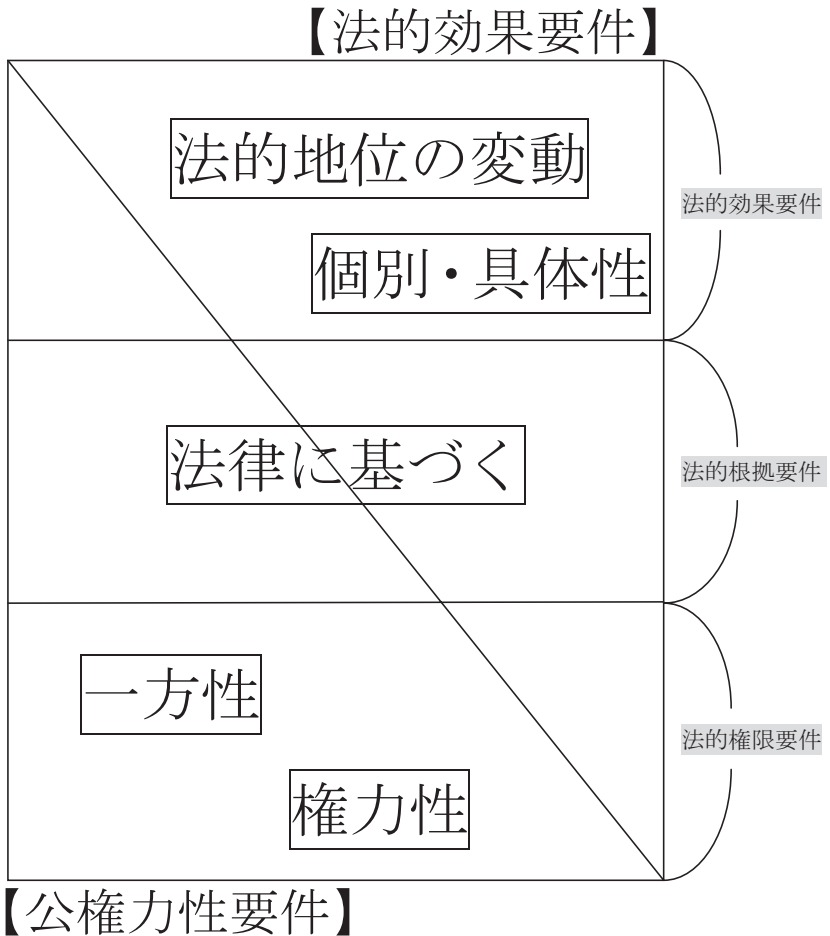 【法的効果要件】
法的地位の変動
法的効果要件
個別・具体性
法律に基づく
法的根拠要件
一方性
法的権限要件
権力性
【公権力性要件】